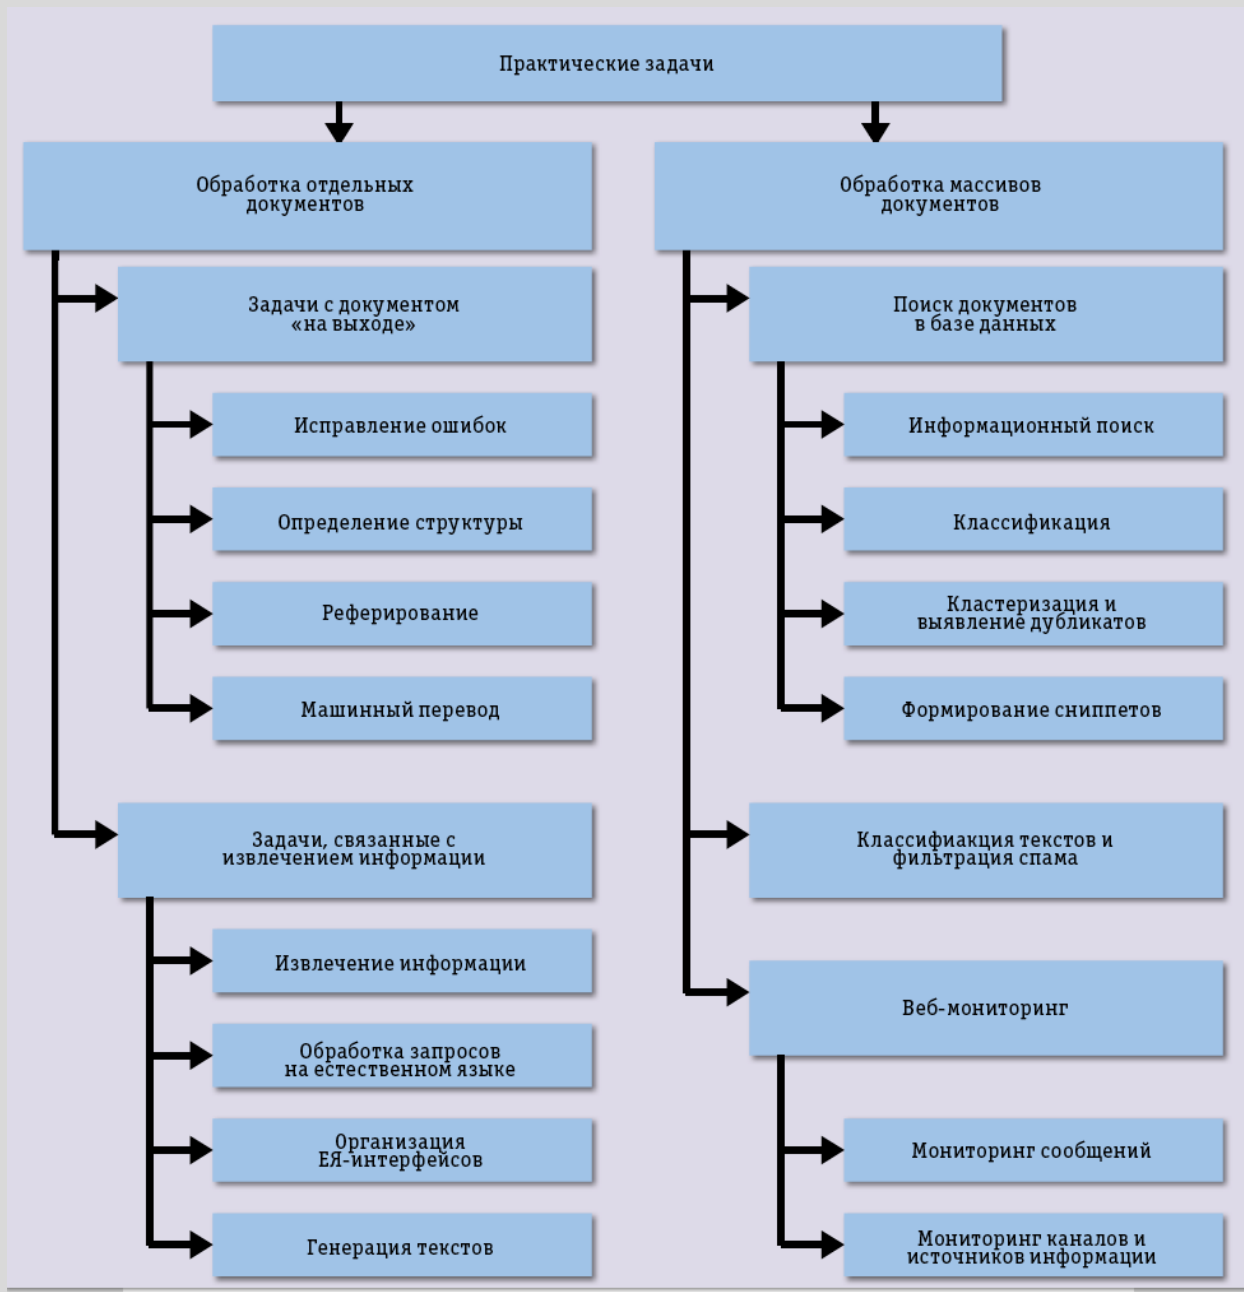 Практические задачи
Обработка отдельных
документов
Задачи с документом
«на выходе»
Исправление ошибок
Определение структуры
Реферирование
Машинный перевод
Задачи, связанные с
извлечением информации
Извлечение информации
Обработка запросов
на естественном языке
Организация
ЕЯ-интерфейсов
Генерация текстов
Обработка массивов
документов
Поиск документов
в базе данных
Информационный поиск
Классификация
Кластеризация и
выявление дубликатов
Формирование сниппетов
Классифиакция текстов и
фильтрация спама
Веб-мониторинг
Мониторинг сообщений
Мониторинг каналов и
источников информации